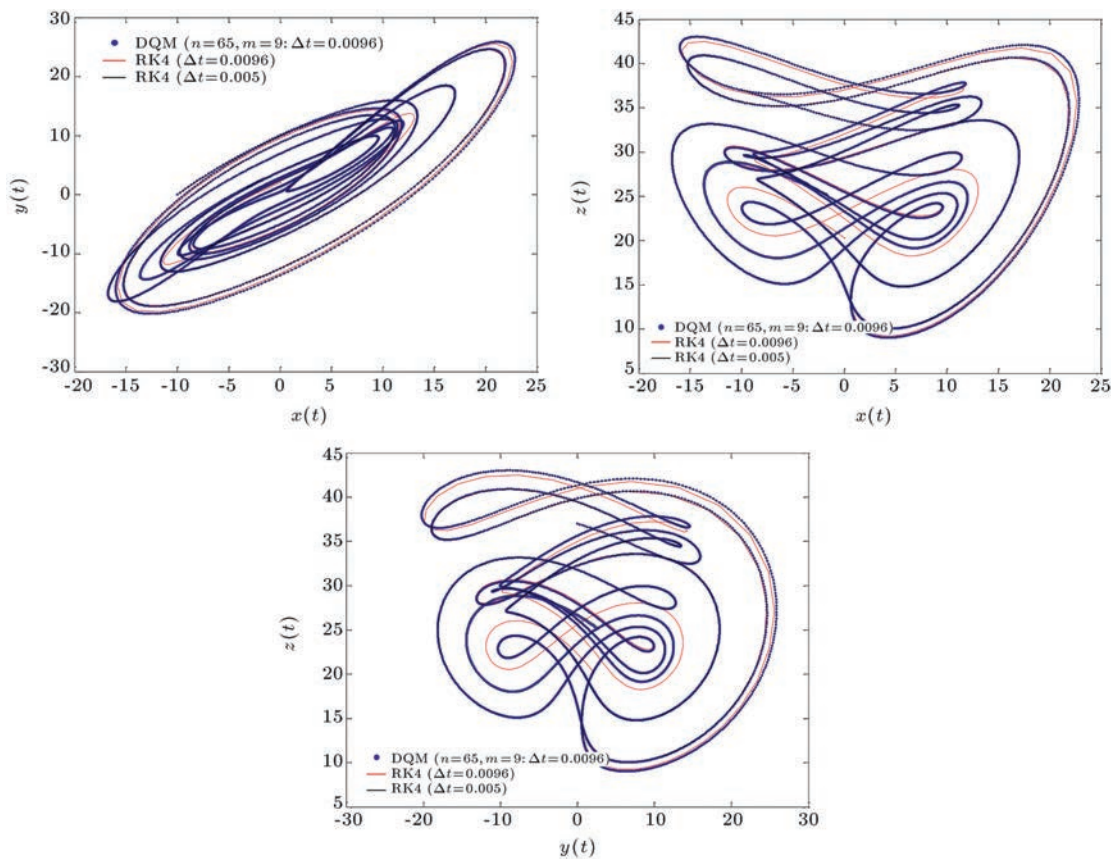 30
20
10
0
-10
-20
-30
y(t)
DQM (n=65, m=9: Δt=0.0096)
RK4 (Δt=0.0096)
RK4 (Δt=0.005)
-20 -15 -10 -5 0 5 10 15 20 25
x(t)
45
40
35
30
25
20
15
10
5
z(t)
DQM (n=65, m=9: Δt=0.0096)
RK4 (Δt=0.0096)
RK4 (Δt=0.005)
-20 -15 -10 -5 0 5 10 15 20 25
x(t)
45
40
35
30
25
20
15
10
5
z(t)
DQM (n=65, m=9: Δt=0.0096)
RK4 (Δt=0.0096)
RK4 (Δt=0.005)
-30 -20 -10 0 10 20 30
y(t)